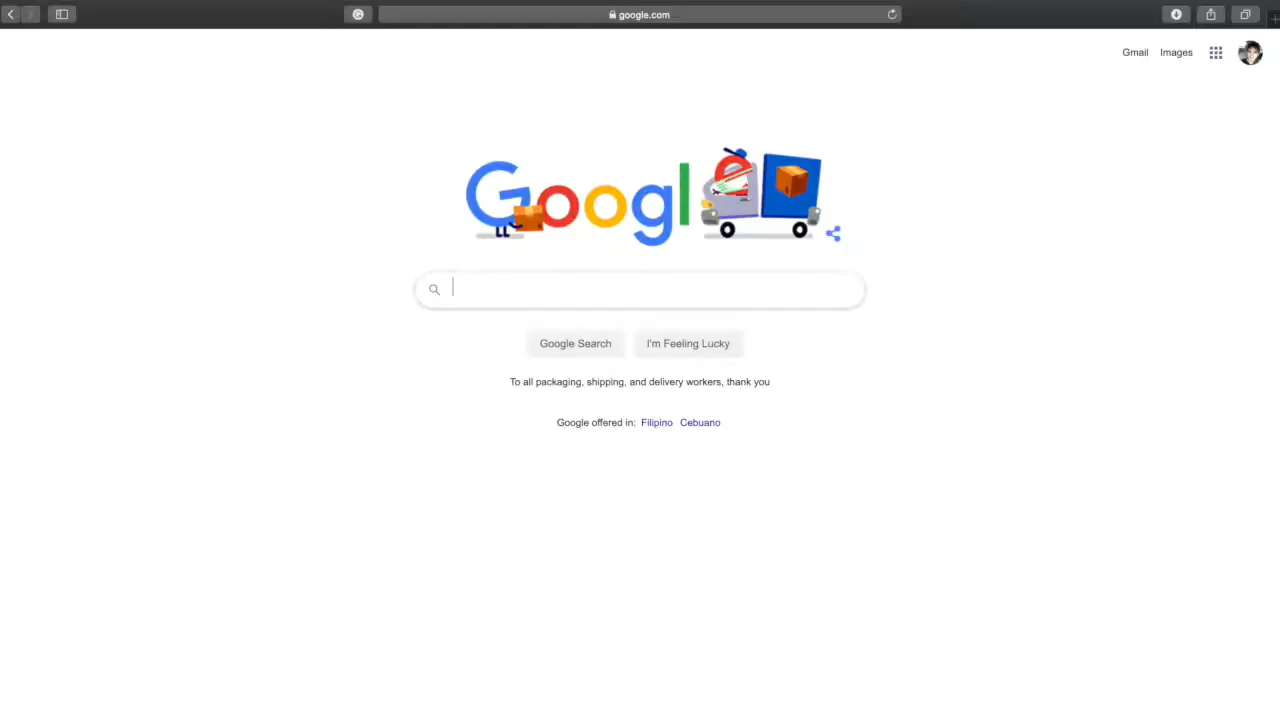 google.com
Gmail Images
Google
Google Search I'm Feeling Lucky
To all packaging, shipping, and delivery workers, thank you
Google offered in: Filipino Cebuano